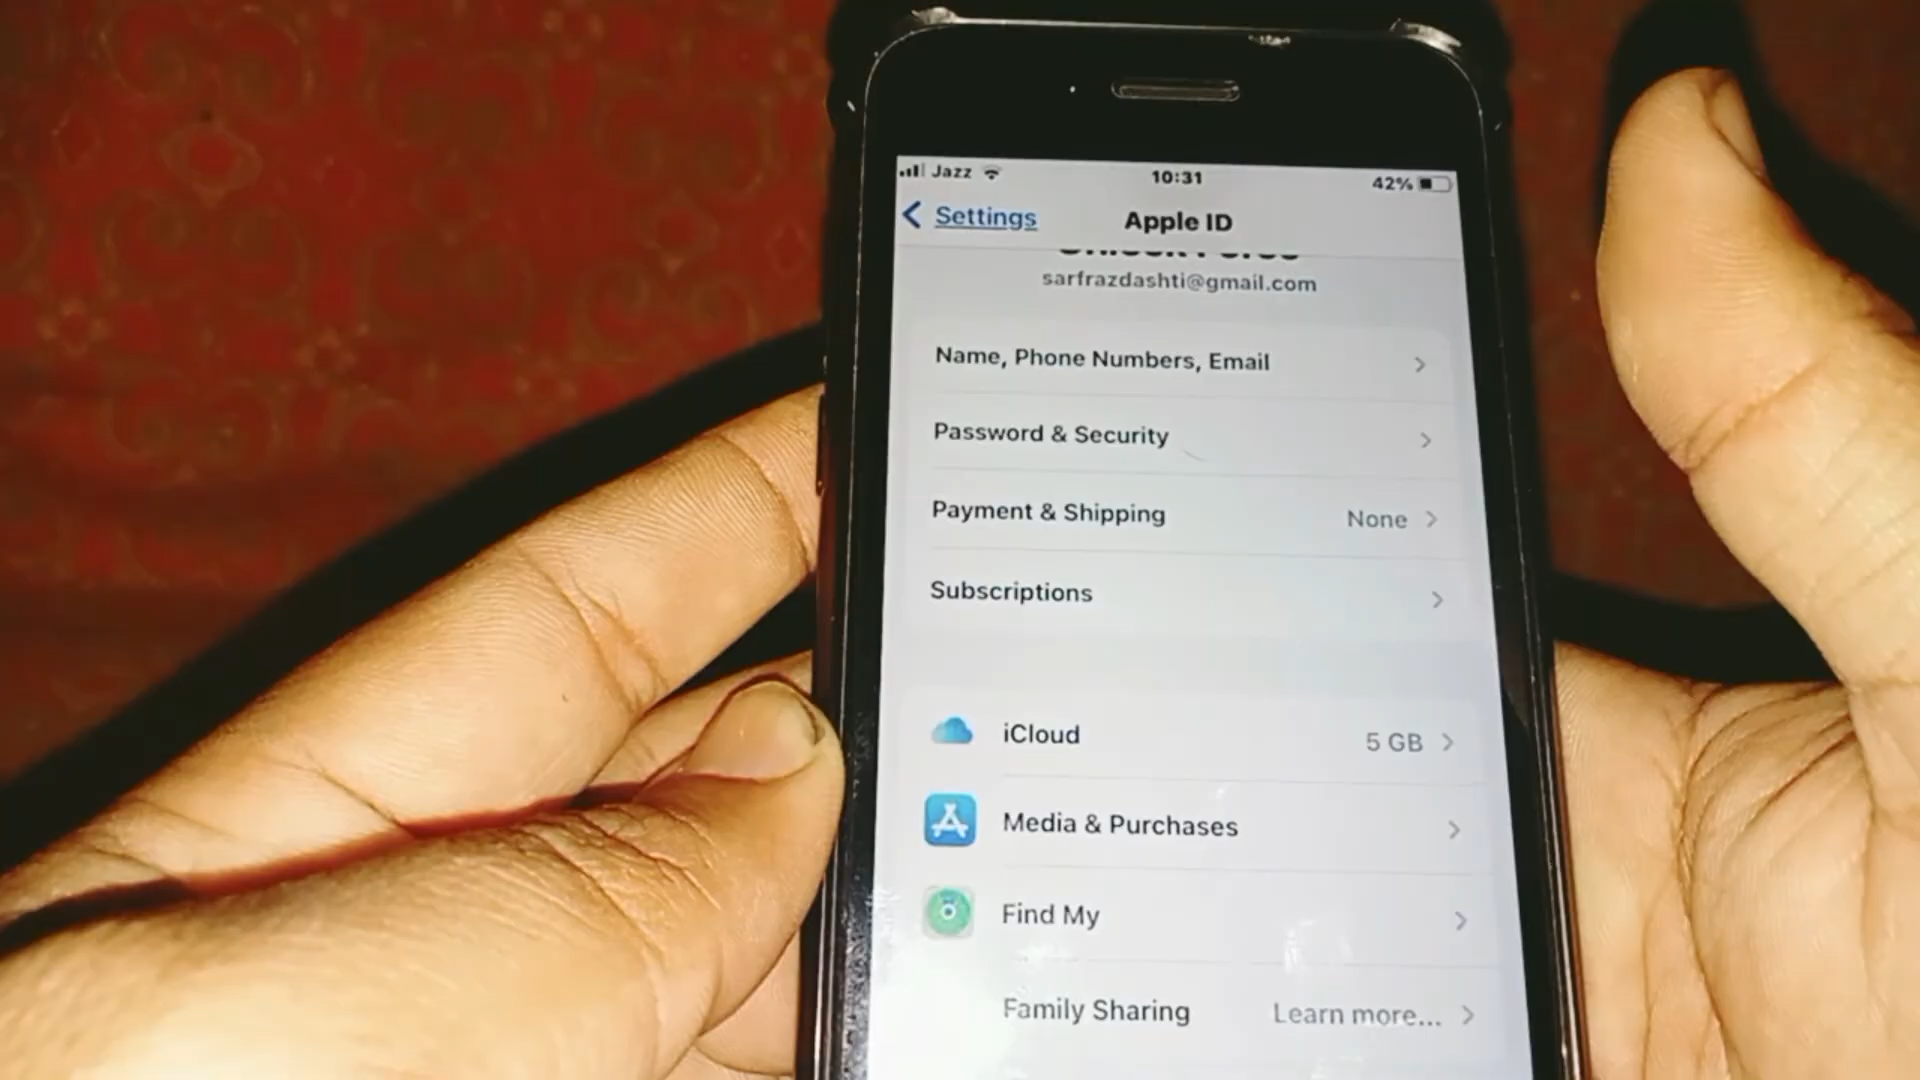 Jazz 10:31 42%
Settings Apple ID
sarfrazdashti@gmail.com
Name, Phone Numbers, Email
Password & Security
Payment & Shipping None
Subscriptions
iCloud 5 GB
Media & Purchases
Find My
Family Sharing Learn more...